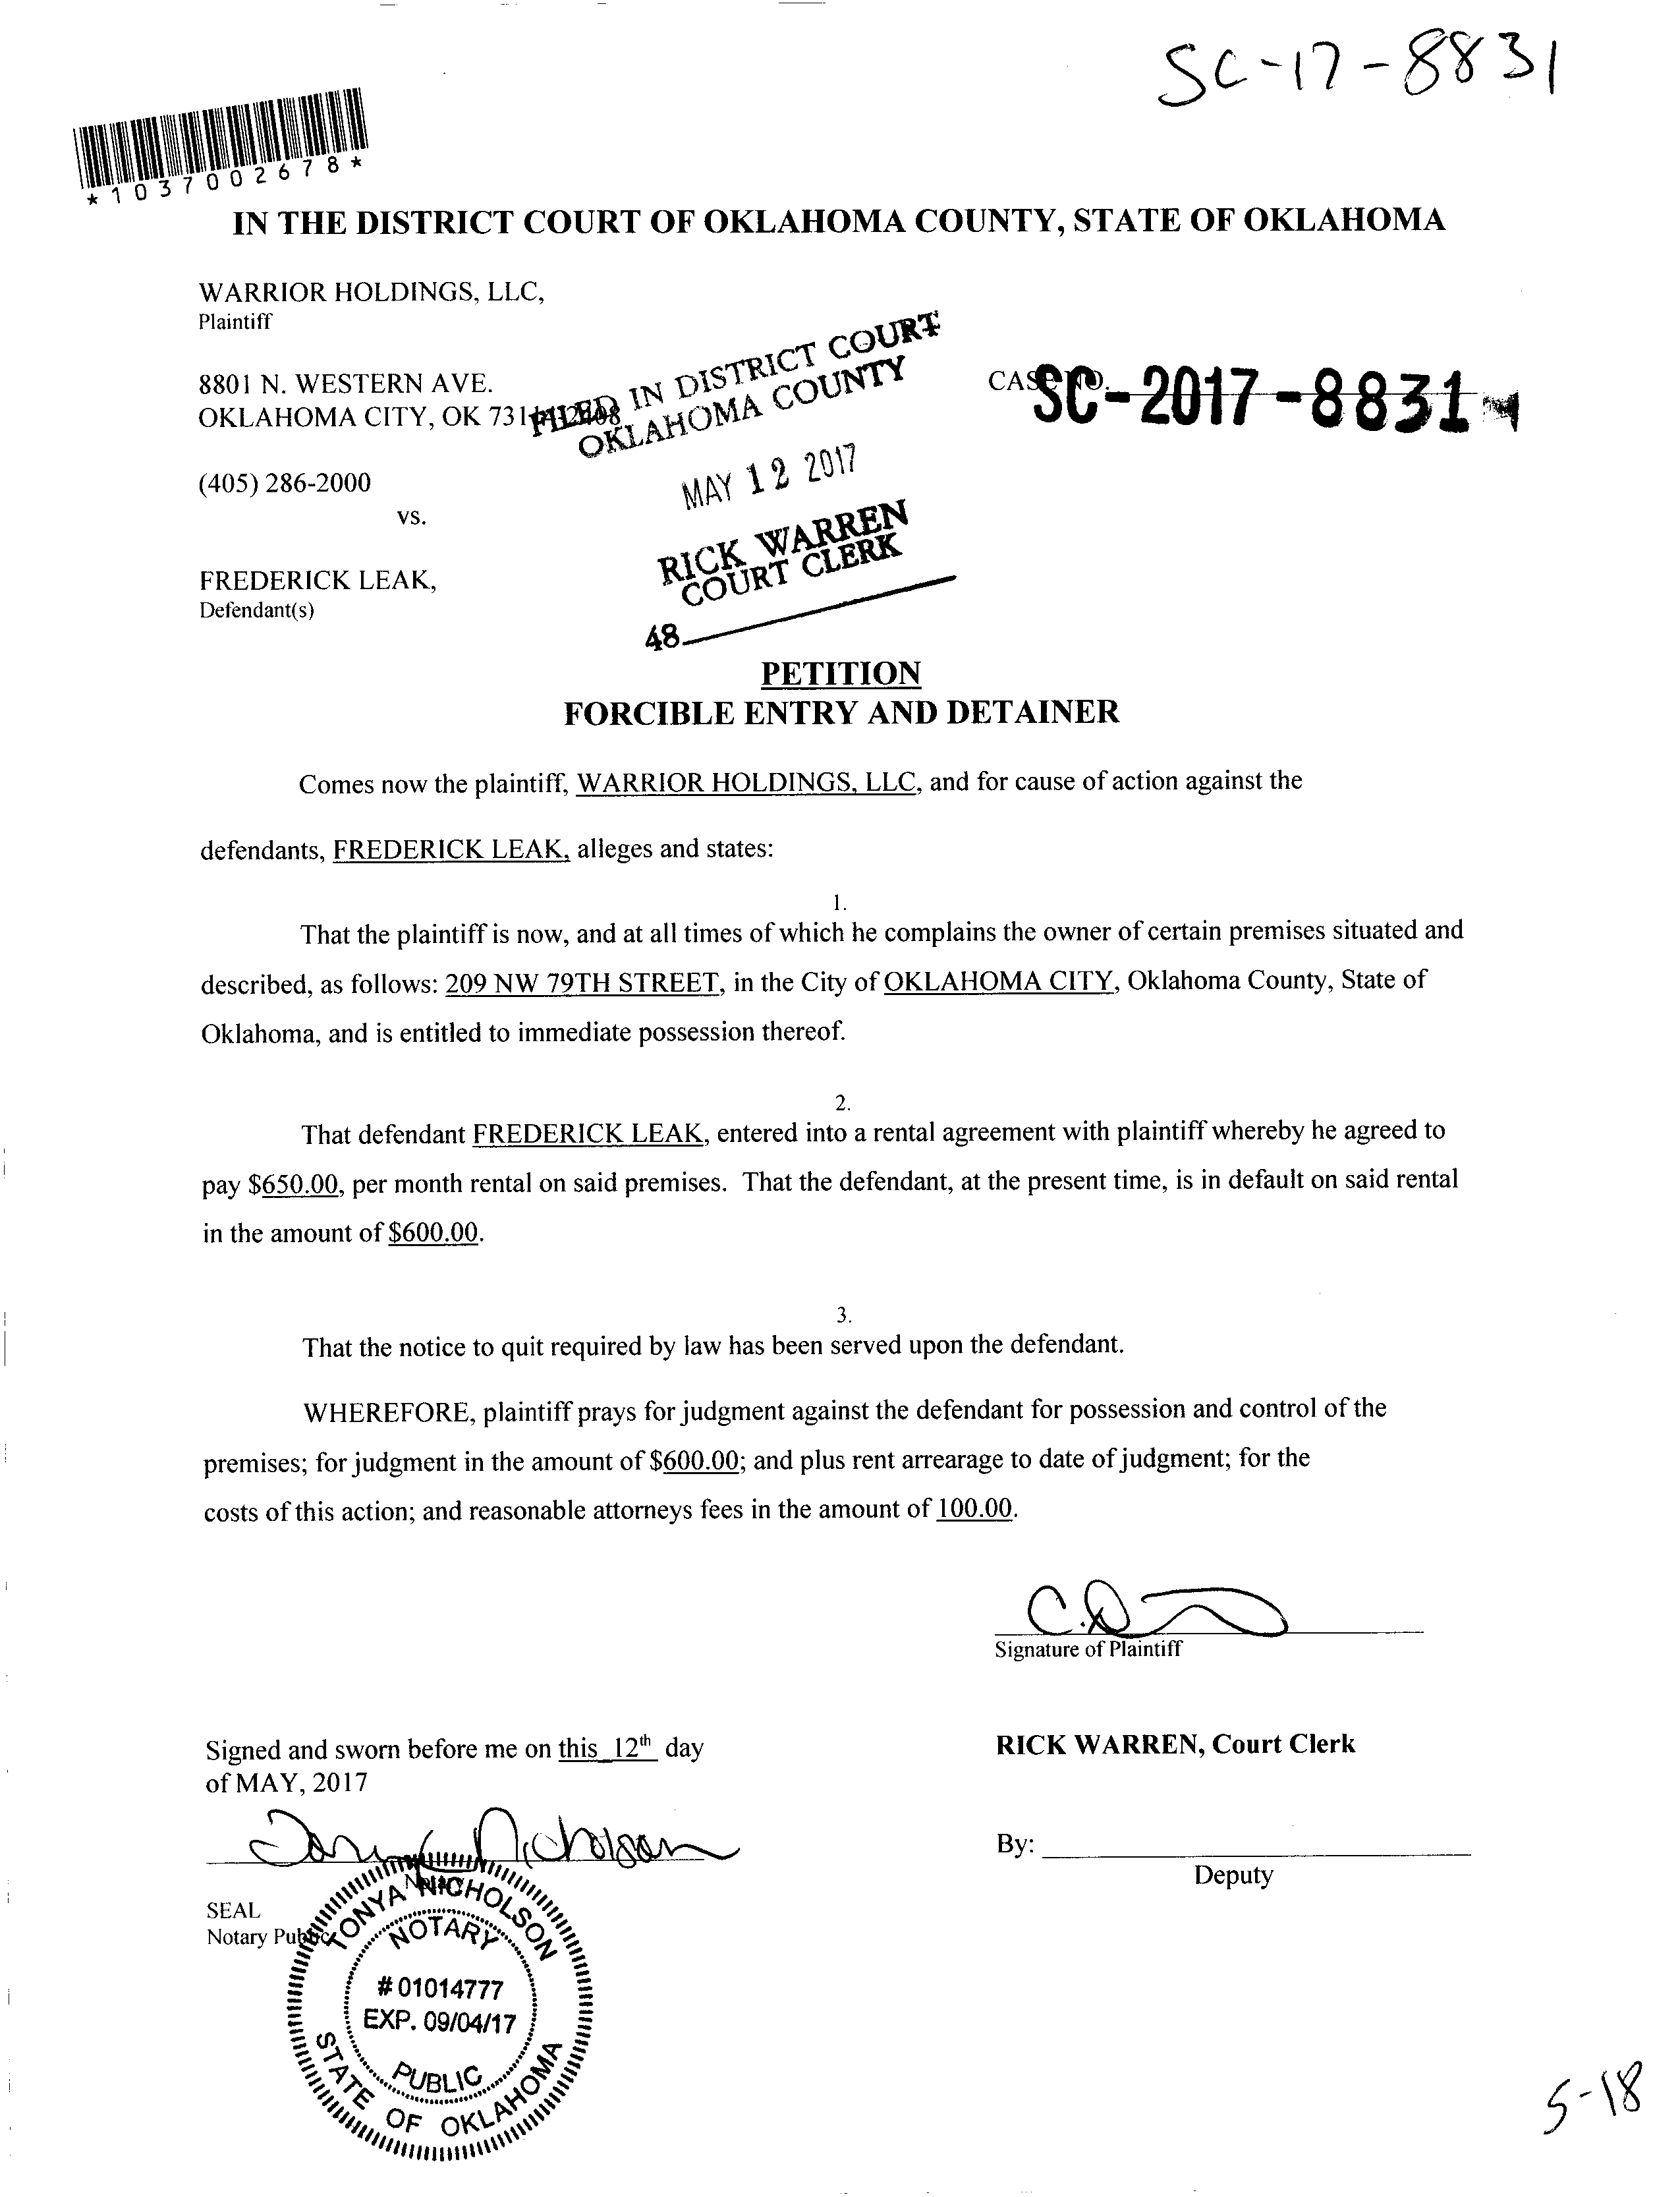 SC-17-8831
*1037002678*
IN THE DISTRICT COURT OF OKLAHOMA COUNTY, STATE OF OKLAHOMA
WARRIOR HOLDINGS, LLC,
Plaintiff
8801 N. WESTERN AVE.
OKLAHOMA CITY, OK
FILED IN DISTRICT COURT
OKLAHOMA COUNTY
MAY 12 2017
RICK WARREN
COURT CLERK
48
CASE NO.
SC-2017-8831
(405) 286-2000
vs.
FREDERICK LEAK,
Defendant(s)
PETITION
FORCIBLE ENTRY AND DETAINER
Comes now the plaintiff, WARRIOR HOLDINGS, LLC, and for cause of action against the
defendants, FREDERICK LEAK, alleges and states:
1.
That the plaintiff is now, and at all times of which he complains the owner of certain premises situated and
described, as follows: 209 NW 79TH STREET, in the City of OKLAHOMA CITY, Oklahoma County, State of
Oklahoma, and is entitled to immediate possession thereof.
2.
That defendant FREDERICK LEAK, entered into a rental agreement with plaintiff whereby he agreed to
pay $650.00, per month rental on said premises. That the defendant, at the present time, is in default on said rental
in the amount of $600.00.
3.
That the notice to quit required by law has been served upon the defendant.
WHEREFORE, plaintiff prays for judgment against the defendant for possession and control of the
premises; for judgment in the amount of $600.00; and plus rent arrearage to date of judgment; for the
costs of this action; and reasonable attorneys fees in the amount of 100.00.
Signature of Plaintiff
Signed and sworn before me on this 12th day
of MAY, 2017
RICK WARREN, Court Clerk
Tonya Nicholson
Notary
By:
Deputy
SEAL
Notary Public
TONYA NICHOLSON
NOTARY
# 01014777
EXP. 09/04/17
PUBLIC
STATE OF OKLAHOMA
5-18